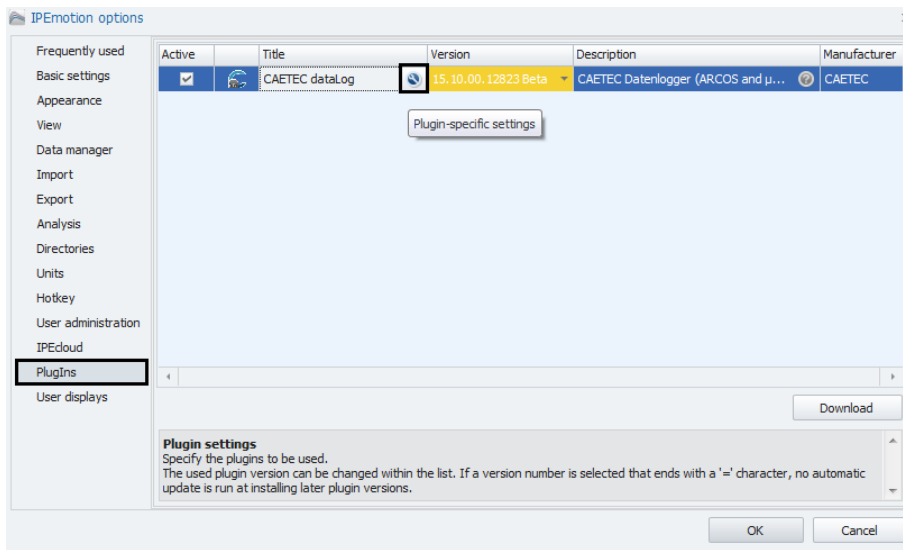 IPEmotion options
Frequently used
Basic settings
Appearance
View
Data manager
Import
Export
Analysis
Directories
Units
Hotkey
User administration
IPEcloud
PlugIns
User displays
Active Title Version Description Manufacturer
CAETEC dataLog 15.10.00.12823 Beta CAETEC Datenlogger (ARCOS and µ... CAETEC
Plugin-specific settings
Download
Plugin settings
Specify the plugins to be used.
The used plugin version can be changed within the list. If a version number is selected that ends with a '=' character, no automatic
update is run at installing later plugin versions.
OK Cancel